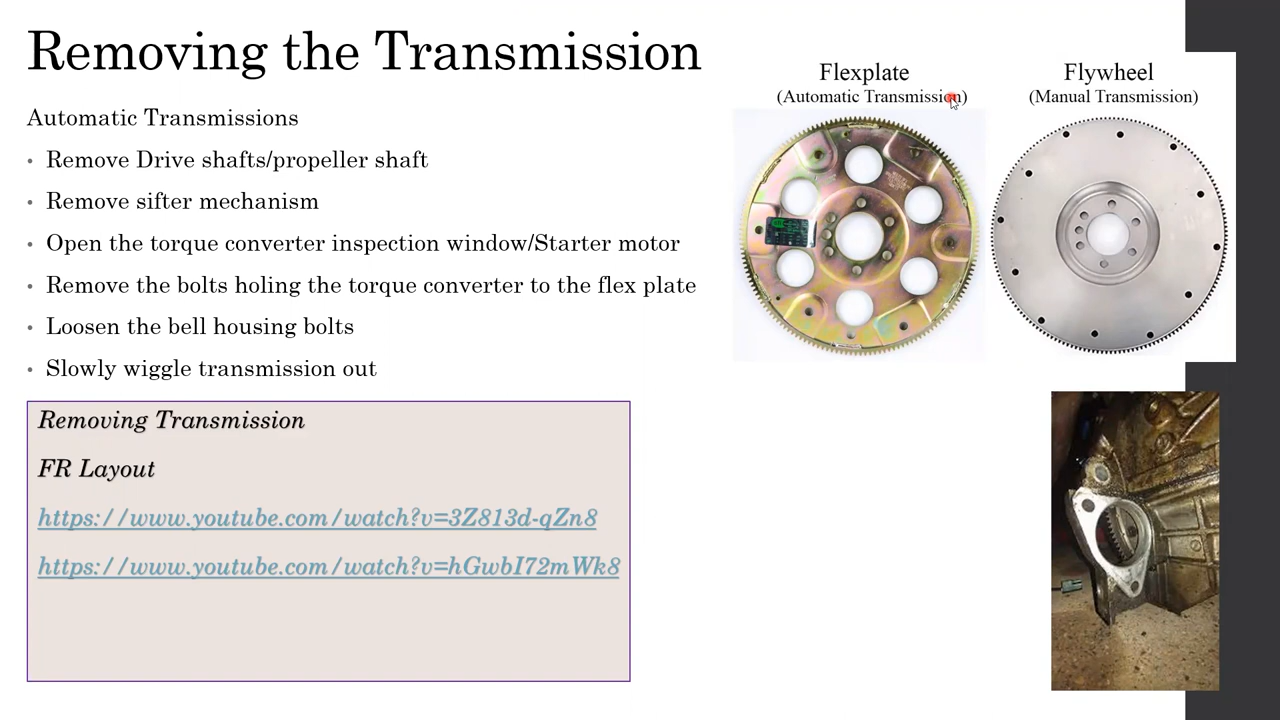 Removing the Transmission
Automatic Transmissions
• Remove Drive shafts/propeller shaft
• Remove sifter mechanism
• Open the torque converter inspection window/Starter motor
• Remove the bolts holing the torque converter to the flex plate
• Loosen the bell housing bolts
• Slowly wiggle transmission out
Removing Transmission
FR Layout
https://www.youtube.com/watch?v=3Z813d-qZn8
https://www.youtube.com/watch?v=hGwbI72mWk8
Flexplate
(Automatic Transmission)
Flywheel
(Manual Transmission)